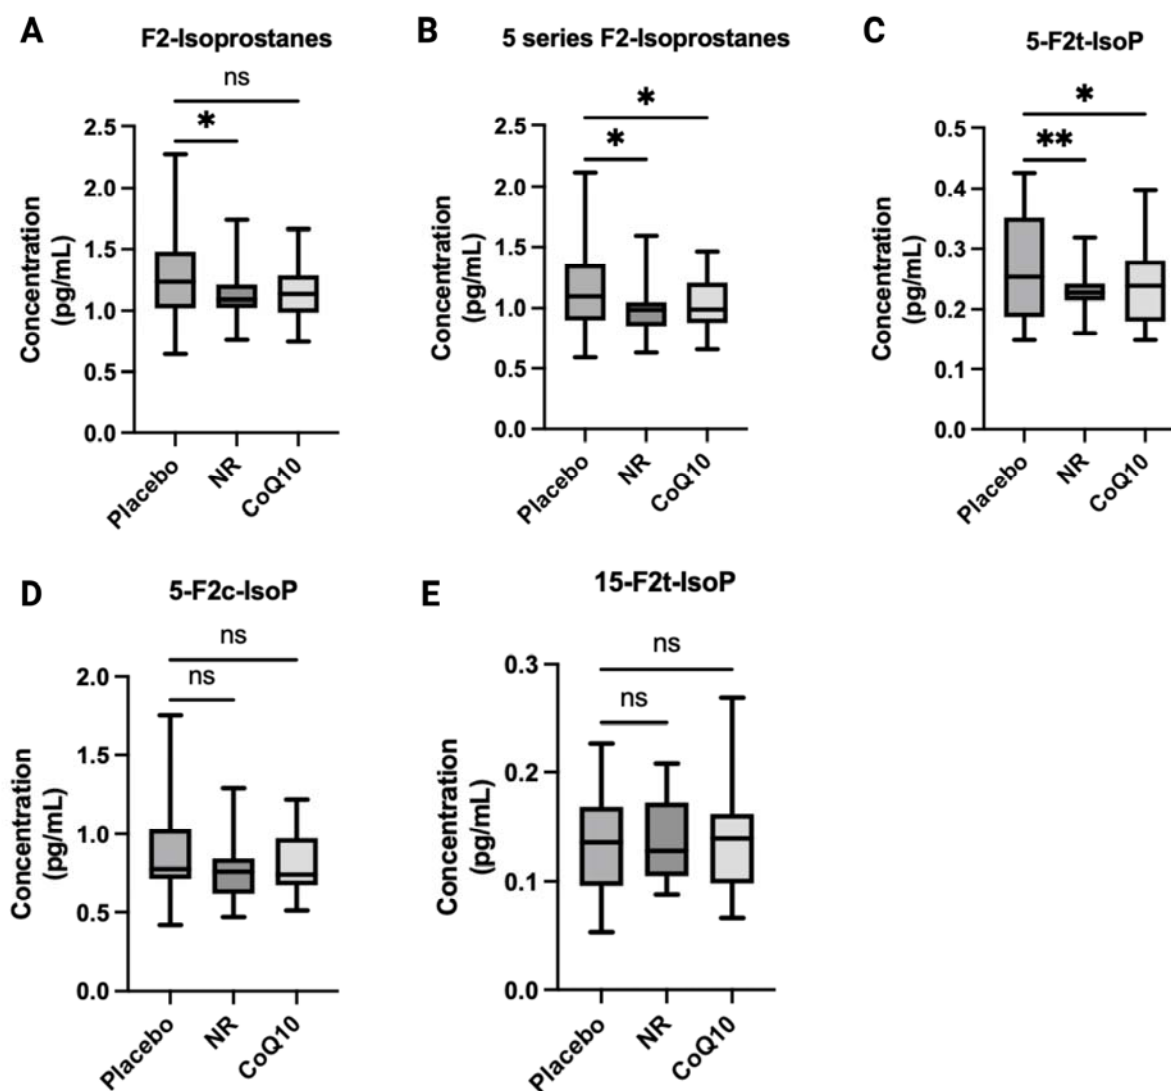 A
F2-Isoprostanes
ns
*
2.5
2.0
1.5
1.0
0.5
0.0
Concentration
(pg/mL)
Placebo
NR
CoQ10
B
5 series F2-Isoprostanes
*
*
2.5
2.0
1.5
1.0
0.5
0.0
Concentration
(pg/mL)
Placebo
NR
CoQ10
C
5-F2t-IsoP
*
**
0.5
0.4
0.3
0.2
0.1
0.0
Concentration
(pg/mL)
Placebo
NR
CoQ10
D
5-F2c-IsoP
ns
ns
2.0
1.5
1.0
0.5
0.0
Concentration
(pg/mL)
Placebo
NR
CoQ10
E
15-F2t-IsoP
ns
ns
0.3
0.2
0.1
0.0
Concentration
(pg/mL)
Placebo
NR
CoQ10